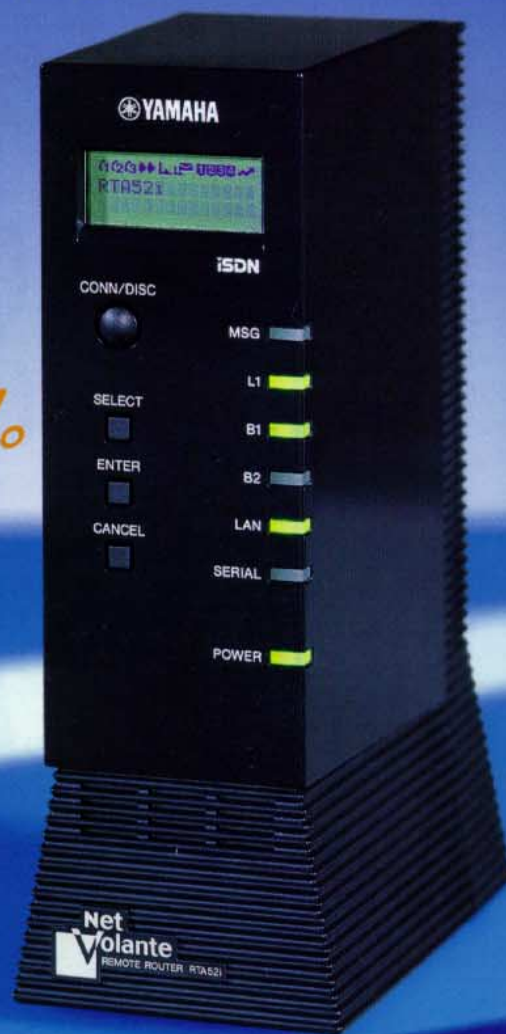 YAMAHA
RTA52i
iSDN
CONN/DISC
MSG
L1
SELECT
B1
ENTER
B2
CANCEL
LAN
SERIAL
POWER
Net
Volante
REMOTE ROUTER RTA52i